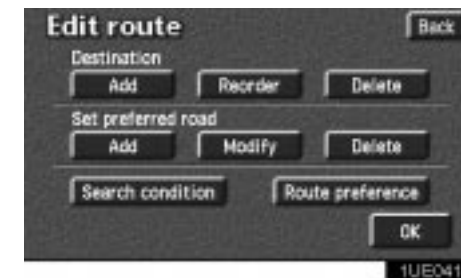 Edit route Back
Destination
Add Reorder Delete
Set preferred road
Add Modify Delete
Search condition Route preference
OK
1UE041